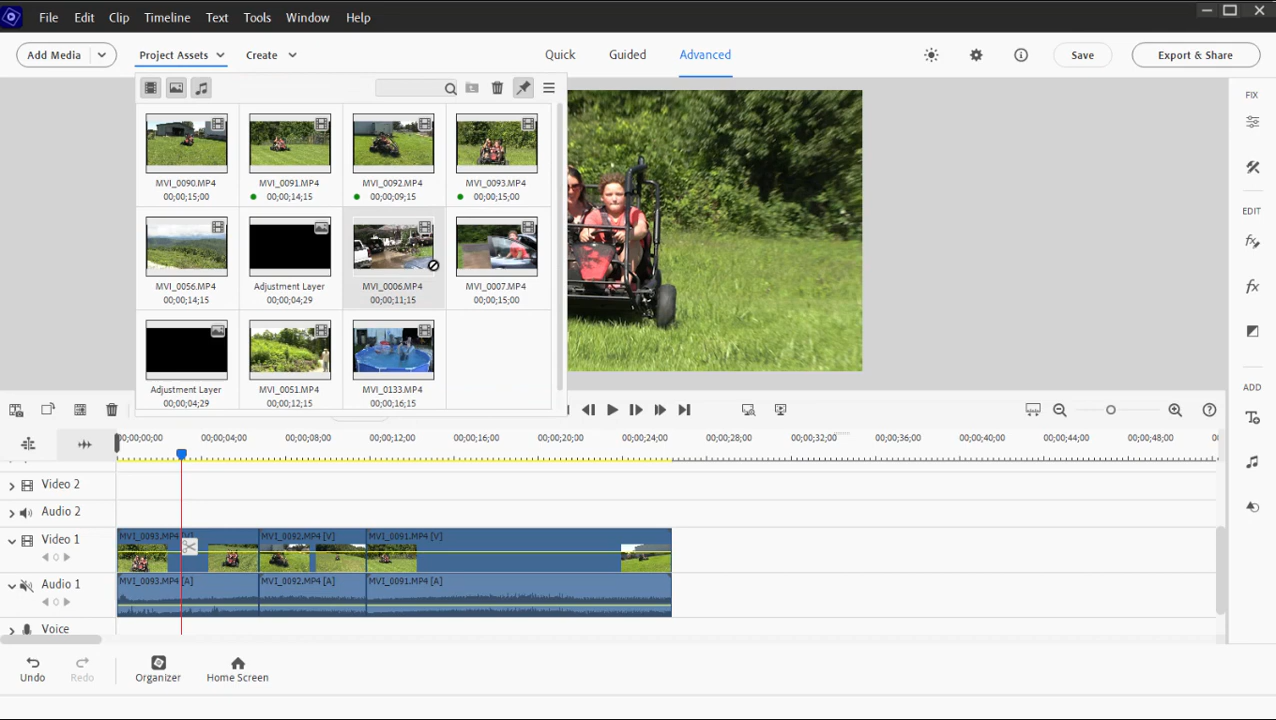 File Edit Clip Timeline Text Tools Window Help
Add Media Project Assets Create Quick Guided Advanced Save Export & Share
FIX
MVI_0090.MP4 MVI_0091.MP4 MVI_0092.MP4 MVI_0093.MP4
00;00;15;00 00;00;14;15 00;00;09;15 00;00;15;00
EDIT
MVI_0056.MP4 Adjustment Layer MVI_0006.MP4 MVI_0007.MP4
00;00;14;15 00;00;04;29 00;00;11;15 00;00;15;00
Adjustment Layer MVI_0051.MP4 MVI_0133.MP4
00;00;04;29 00;00;12;15 00;00;16;15
ADD
00;00;00;00 00;00;04;00 00;00;08;00 00;00;12;00 00;00;16;00 00;00;20;00 00;00;24;00 00;00;28;00 00;00;32;00 00;00;36;00 00;00;40;00 00;00;44;00 00;00;48;00
Video 2
Audio 2
Video 1 MVI_0093.MP4 [V] MVI_0092.MP4 [V] MVI_0091.MP4 [V]
Audio 1 MVI_0093.MP4 [A] MVI_0092.MP4 [A] MVI_0091.MP4 [A]
Voice
Undo Redo Organizer Home Screen